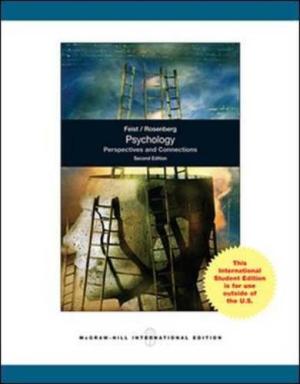 Feist / Rosenberg
Psychology
Perspectives and Connections
Second Edition
This
International
Student Edition
is for use
outside of
the U.S.
McGRAW-HILL INTERNATIONAL EDITION